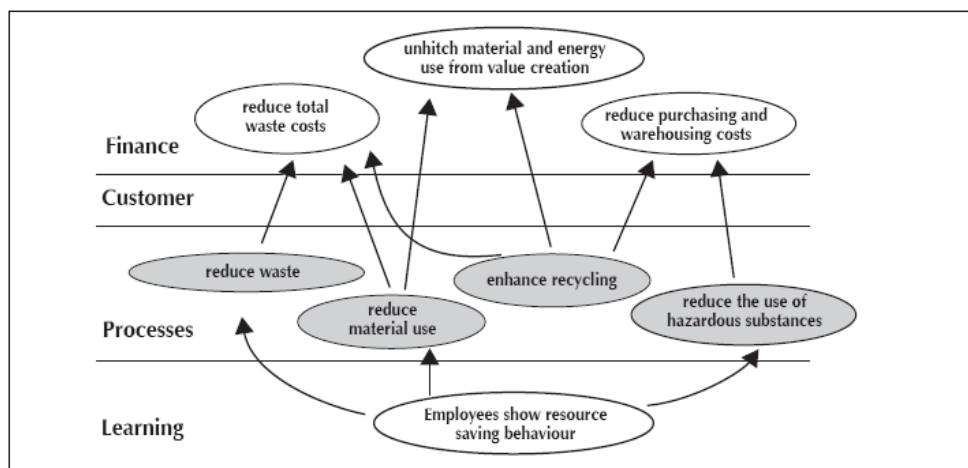 unhitch material and energy
use from value creation
reduce total
waste costs
reduce purchasing and
warehousing costs
Finance
Customer
reduce waste
enhance recycling
reduce
material use
reduce the use of
hazardous substances
Processes
Employees show resource
saving behaviour
Learning